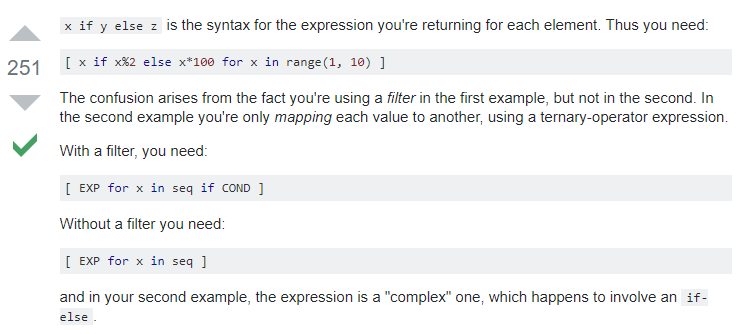 x if y else z is the syntax for the expression you're returning for each element. Thus you need:
251
[ x if x%2 else x*100 for x in range(1, 10) ]
The confusion arises from the fact you're using a filter in the first example, but not in the second. In
the second example you're only mapping each value to another, using a ternary-operator expression.
With a filter, you need:
[ EXP for x in seq if COND ]
Without a filter you need:
[ EXP for x in seq ]
and in your second example, the expression is a "complex" one, which happens to involve an if-
else .